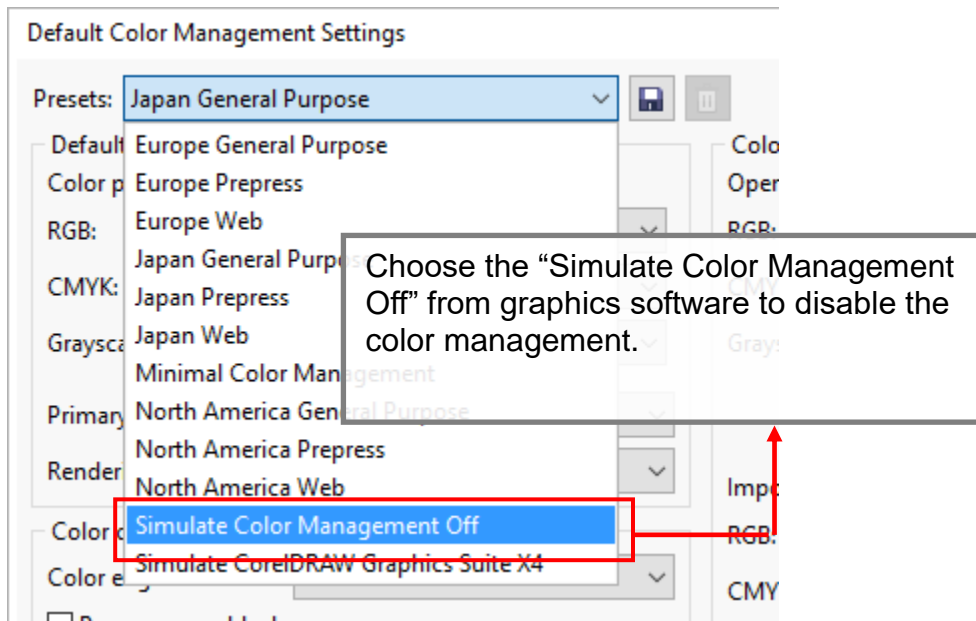 Default Color Management Settings
Presets: Japan General Purpose
Default
Europe General Purpose
Colo
Color p
Europe Prepress
Oper
RGB:
Europe Web
RGB:
Japan General Purpose
Choose the “Simulate Color Management
Off” from graphics software to disable the
color management.
CMYK:
Japan Prepress
CMY
Graysca
Japan Web
Grays
Minimal Color Management
Primary
North America General Purpose
North America Prepress
Render
North America Web
Impo
Color c
Simulate Color Management Off
RGB:
Simulate CorelDRAW Graphics Suite X4
Color e
CMY